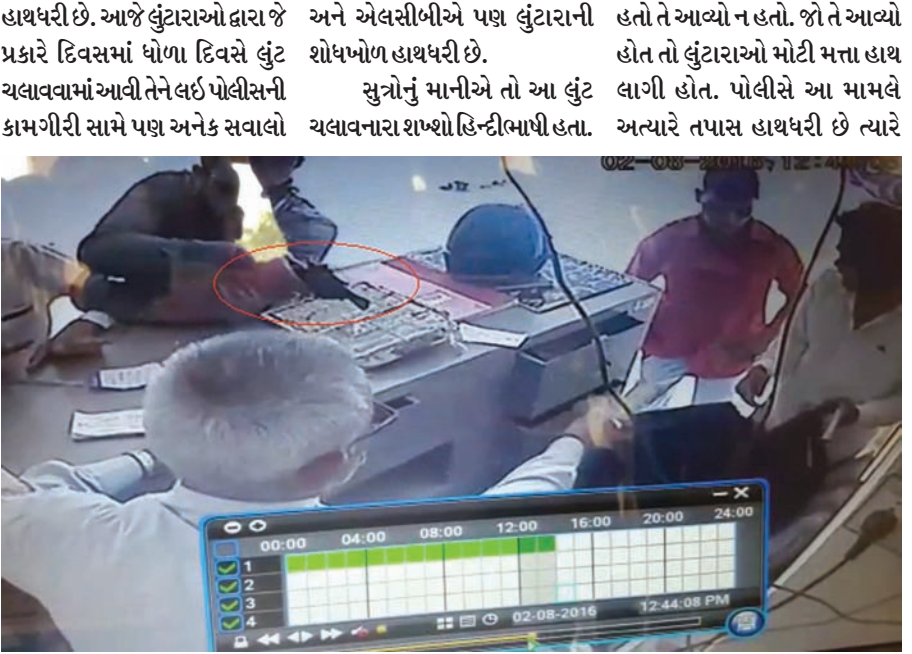 હાથધરી છે. આજે લુંટારાઓ દ્વારા જે
પ્રકારે દિવસમાં ધોળા દિવસે લુંટ
ચલાવવામાં આવી તેને લઇ પોલીસની
કામગીરી સામે પણ અનેક સવાલો
અને એલસીબીએ પણ લુંટારાની
શોધખોળ હાથધરી છે.
સુત્રોનું માનીએ તો આ લુંટ
ચલાવનારા શખ્શો હિન્દીભાષી હતા.
હતો તે આવ્યો ન હતો. જો તે આવ્યો
હોત તો લુંટારાઓ મોટી મત્તા હાથ
લાગી હોત. પોલીસે આ મામલે
અત્યારે તપાસ હાથધરી છે ત્યારે
00:00 04:00 08:00 12:00 16:00 20:00 24:00
1
2
3
4
02-08-2016 12:44:08 PM